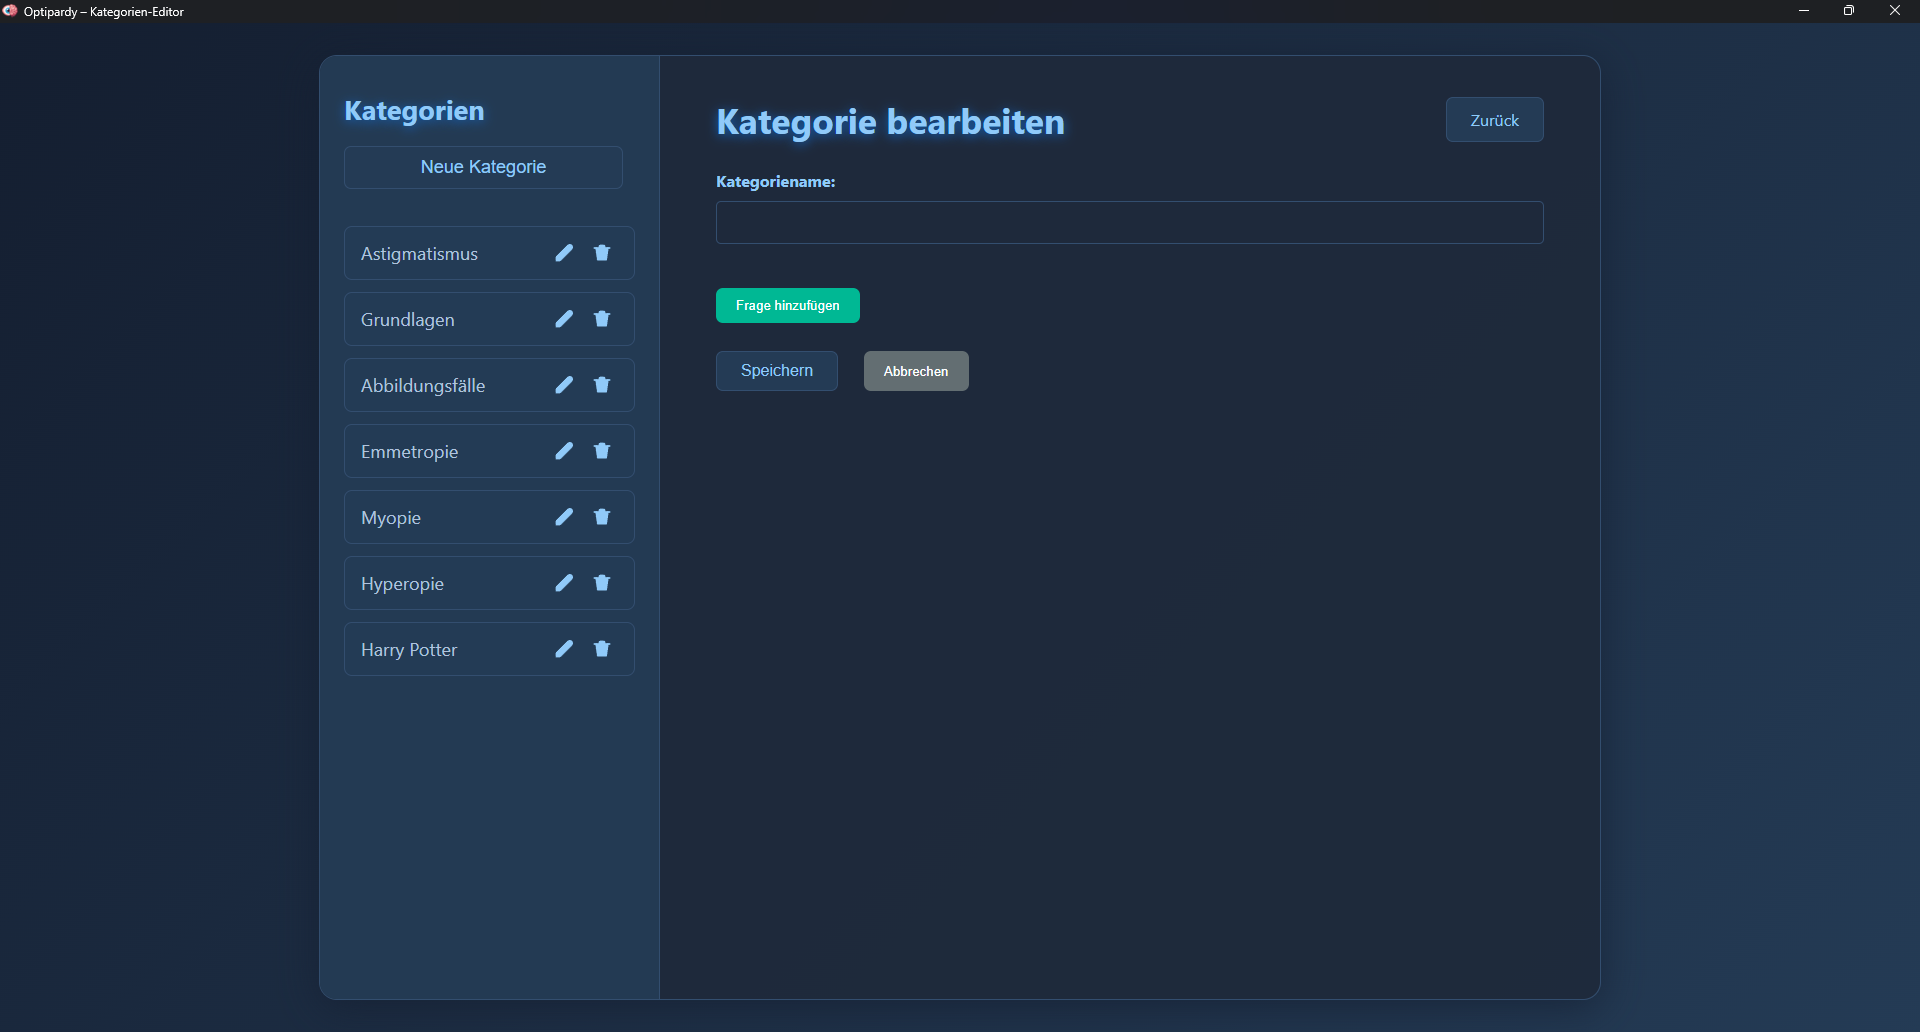 Optipardy – Kategorien-Editor
Kategorien
Neue Kategorie
Astigmatismus
Grundlagen
Abbildungsfälle
Emmetropie
Myopie
Hyperopie
Harry Potter
Kategorie bearbeiten
Zurück
Kategoriename:
Frage hinzufügen
Speichern
Abbrechen